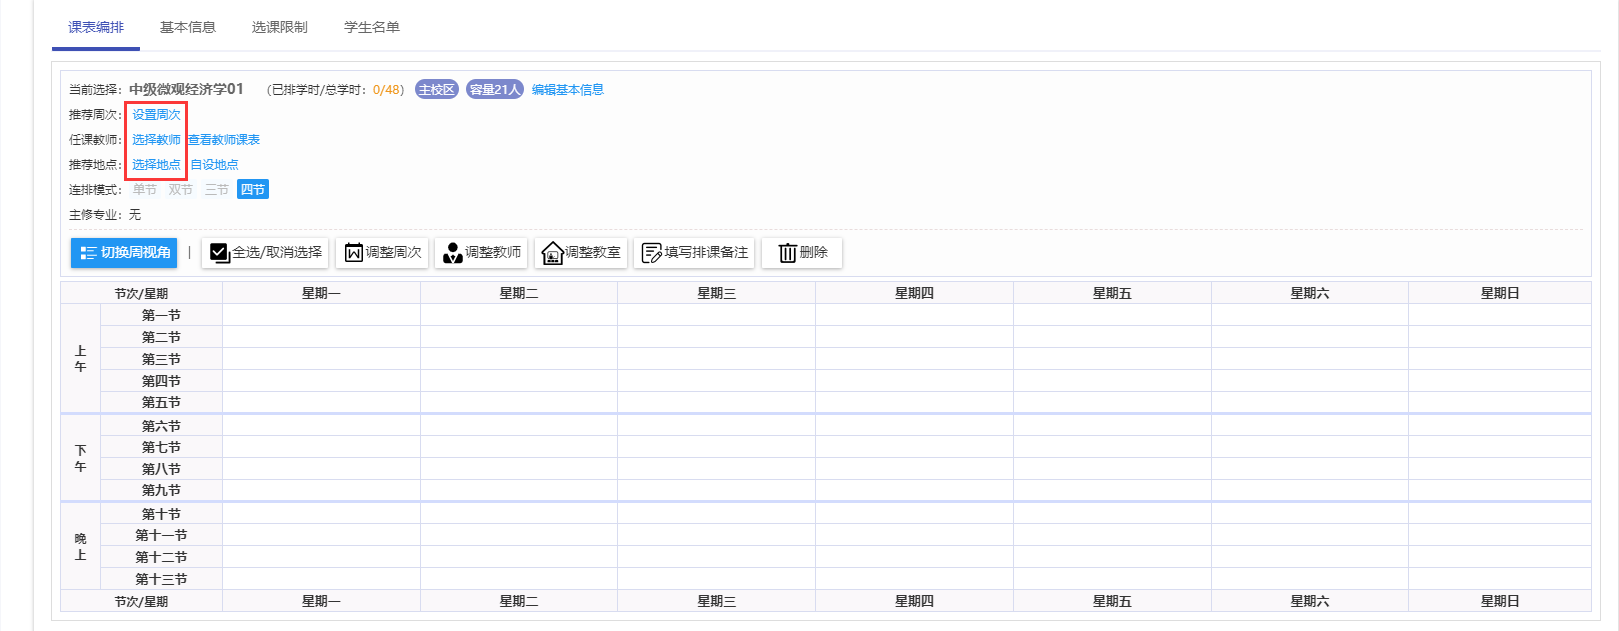 课表编排 基本信息 选课限制 学生名单
当前选择：中级微观经济学01 （已排学时/总学时：0/48） 主校区 容量21人 编辑基本信息
推荐周次：设置周次
任课教师：选择教师 查看教师课表
推荐地点：选择地点 自设地点
连排模式：单节 双节 三节 四节
主修专业：无
切换周视角 | 全选/取消选择 调整周次 调整教师 调整教室 填写排课备注 删除
节次/星期 星期一 星期二 星期三 星期四 星期五 星期六 星期日
上午
第一节
第二节
第三节
第四节
第五节
下午
第六节
第七节
第八节
第九节
晚上
第十节
第十一节
第十二节
第十三节
节次/星期 星期一 星期二 星期三 星期四 星期五 星期六 星期日